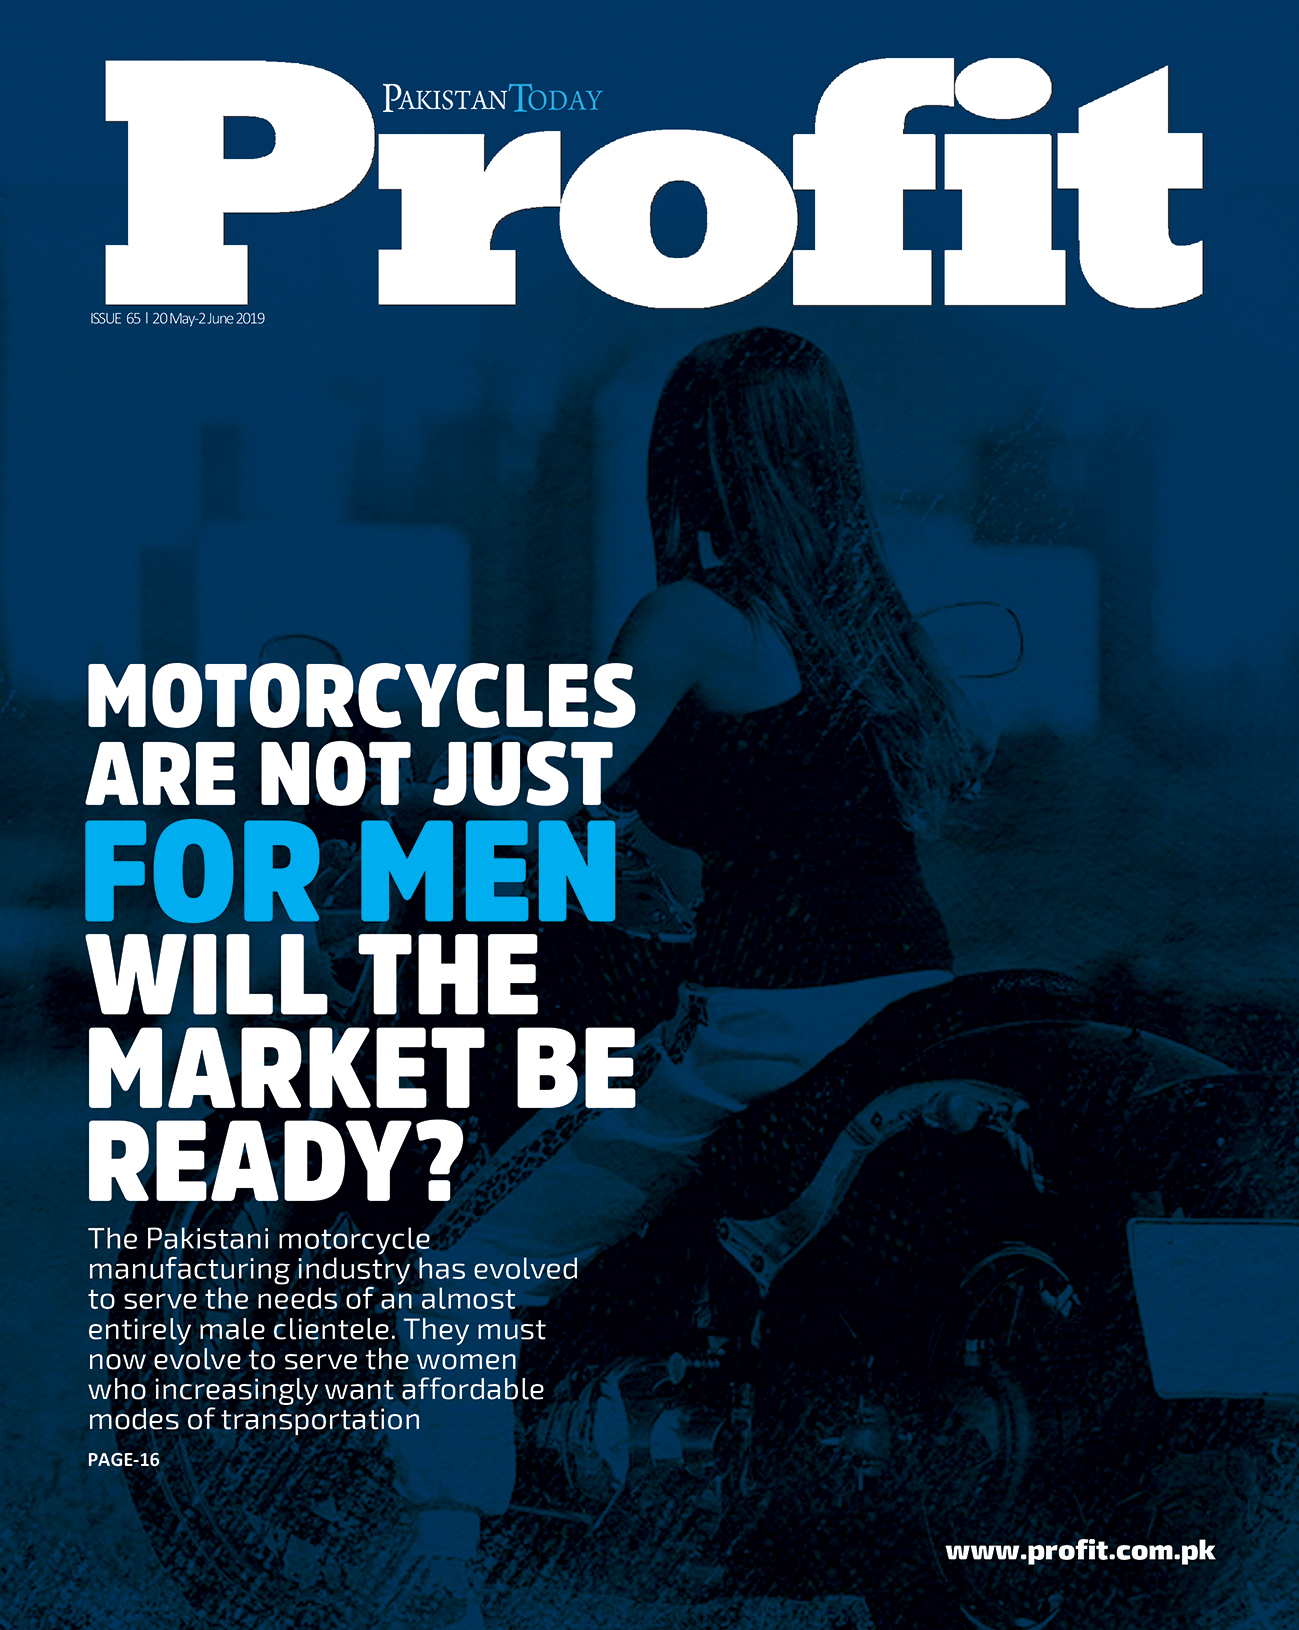 PAKISTAN TODAY
Profit
ISSUE 65 | 20 May-2 June 2019
MOTORCYCLES
ARE NOT JUST
FOR MEN
WILL THE
MARKET BE
READY?
The Pakistani motorcycle
manufacturing industry has evolved
to serve the needs of an almost
entirely male clientele. They must
now evolve to serve the women
who increasingly want affordable
modes of transportation
PAGE-16
www.profit.com.pk